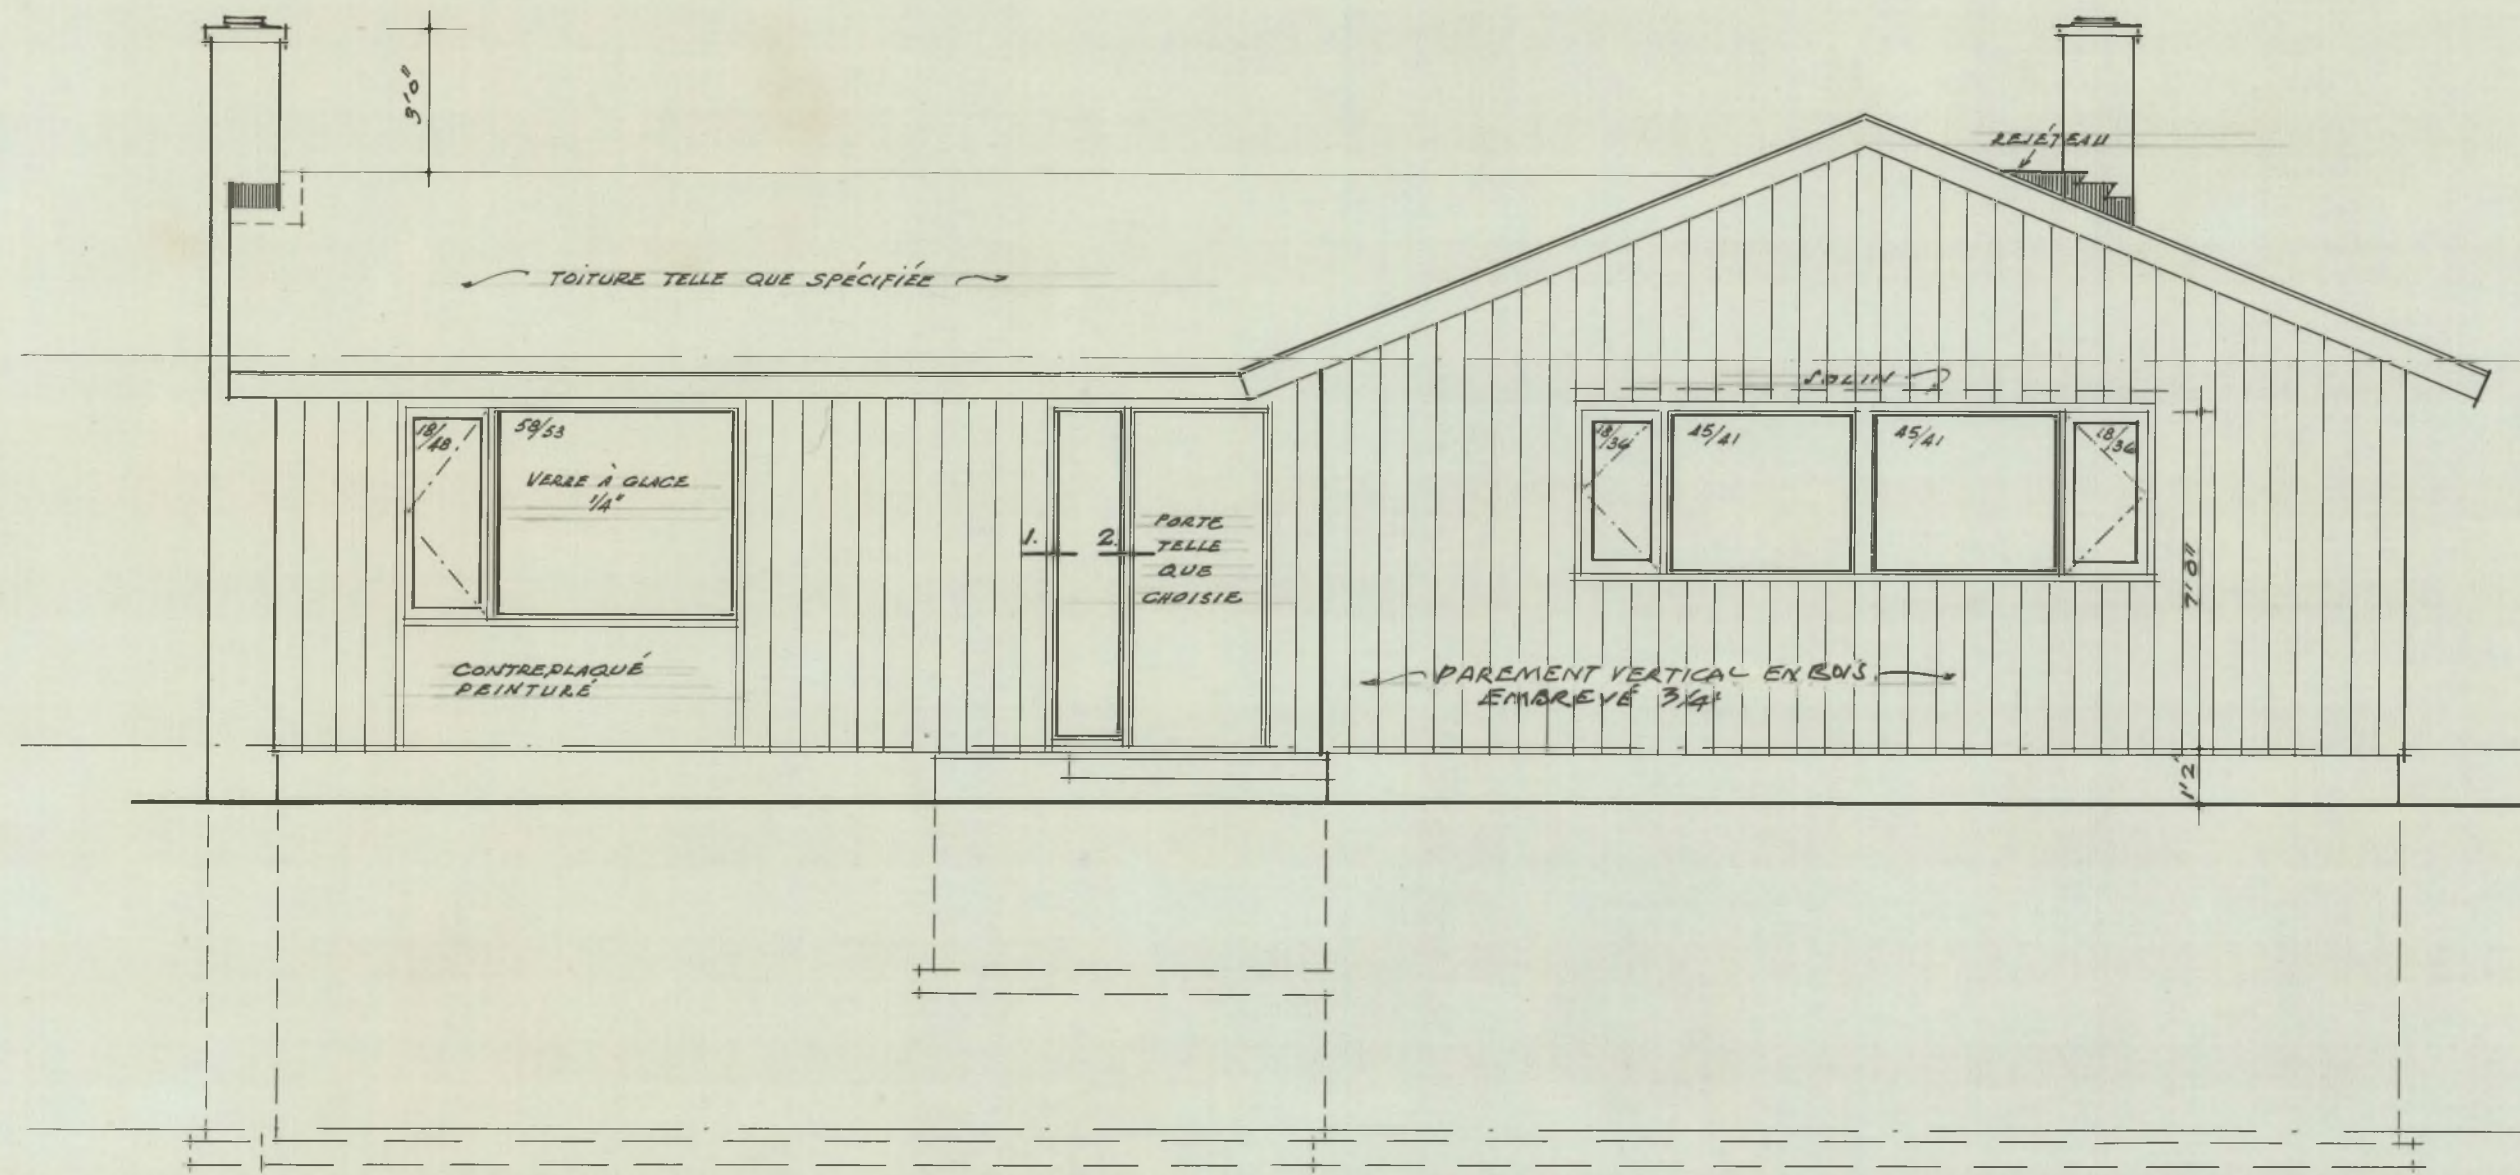 3'0"
REJÉTEAU
TOITURE TELLE QUE SPÉCIFIÉE
SOLIN
18/48
58/53
VERRE À GLACE
1/4"
18/36
45/41
45/41
18/36
1.
2.
PORTE
TELLE
QUE
CHOISIE
7'0"
CONTREPLAQUÉ
PEINTURÉ
PAREMENT VERTICAL EN BOIS
EMBREVÉ 3/4"
1'2"